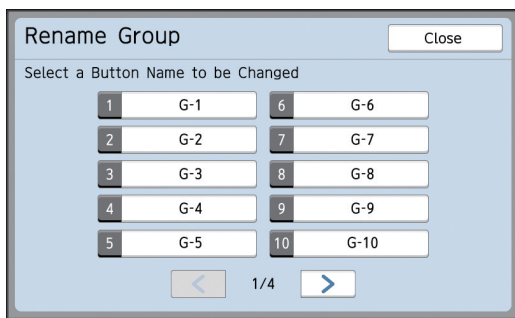 Rename Group
Close
Select a Button Name to be Changed
1 G-1 6 G-6
2 G-2 7 G-7
3 G-3 8 G-8
4 G-4 9 G-9
5 G-5 10 G-10
< 1/4 >